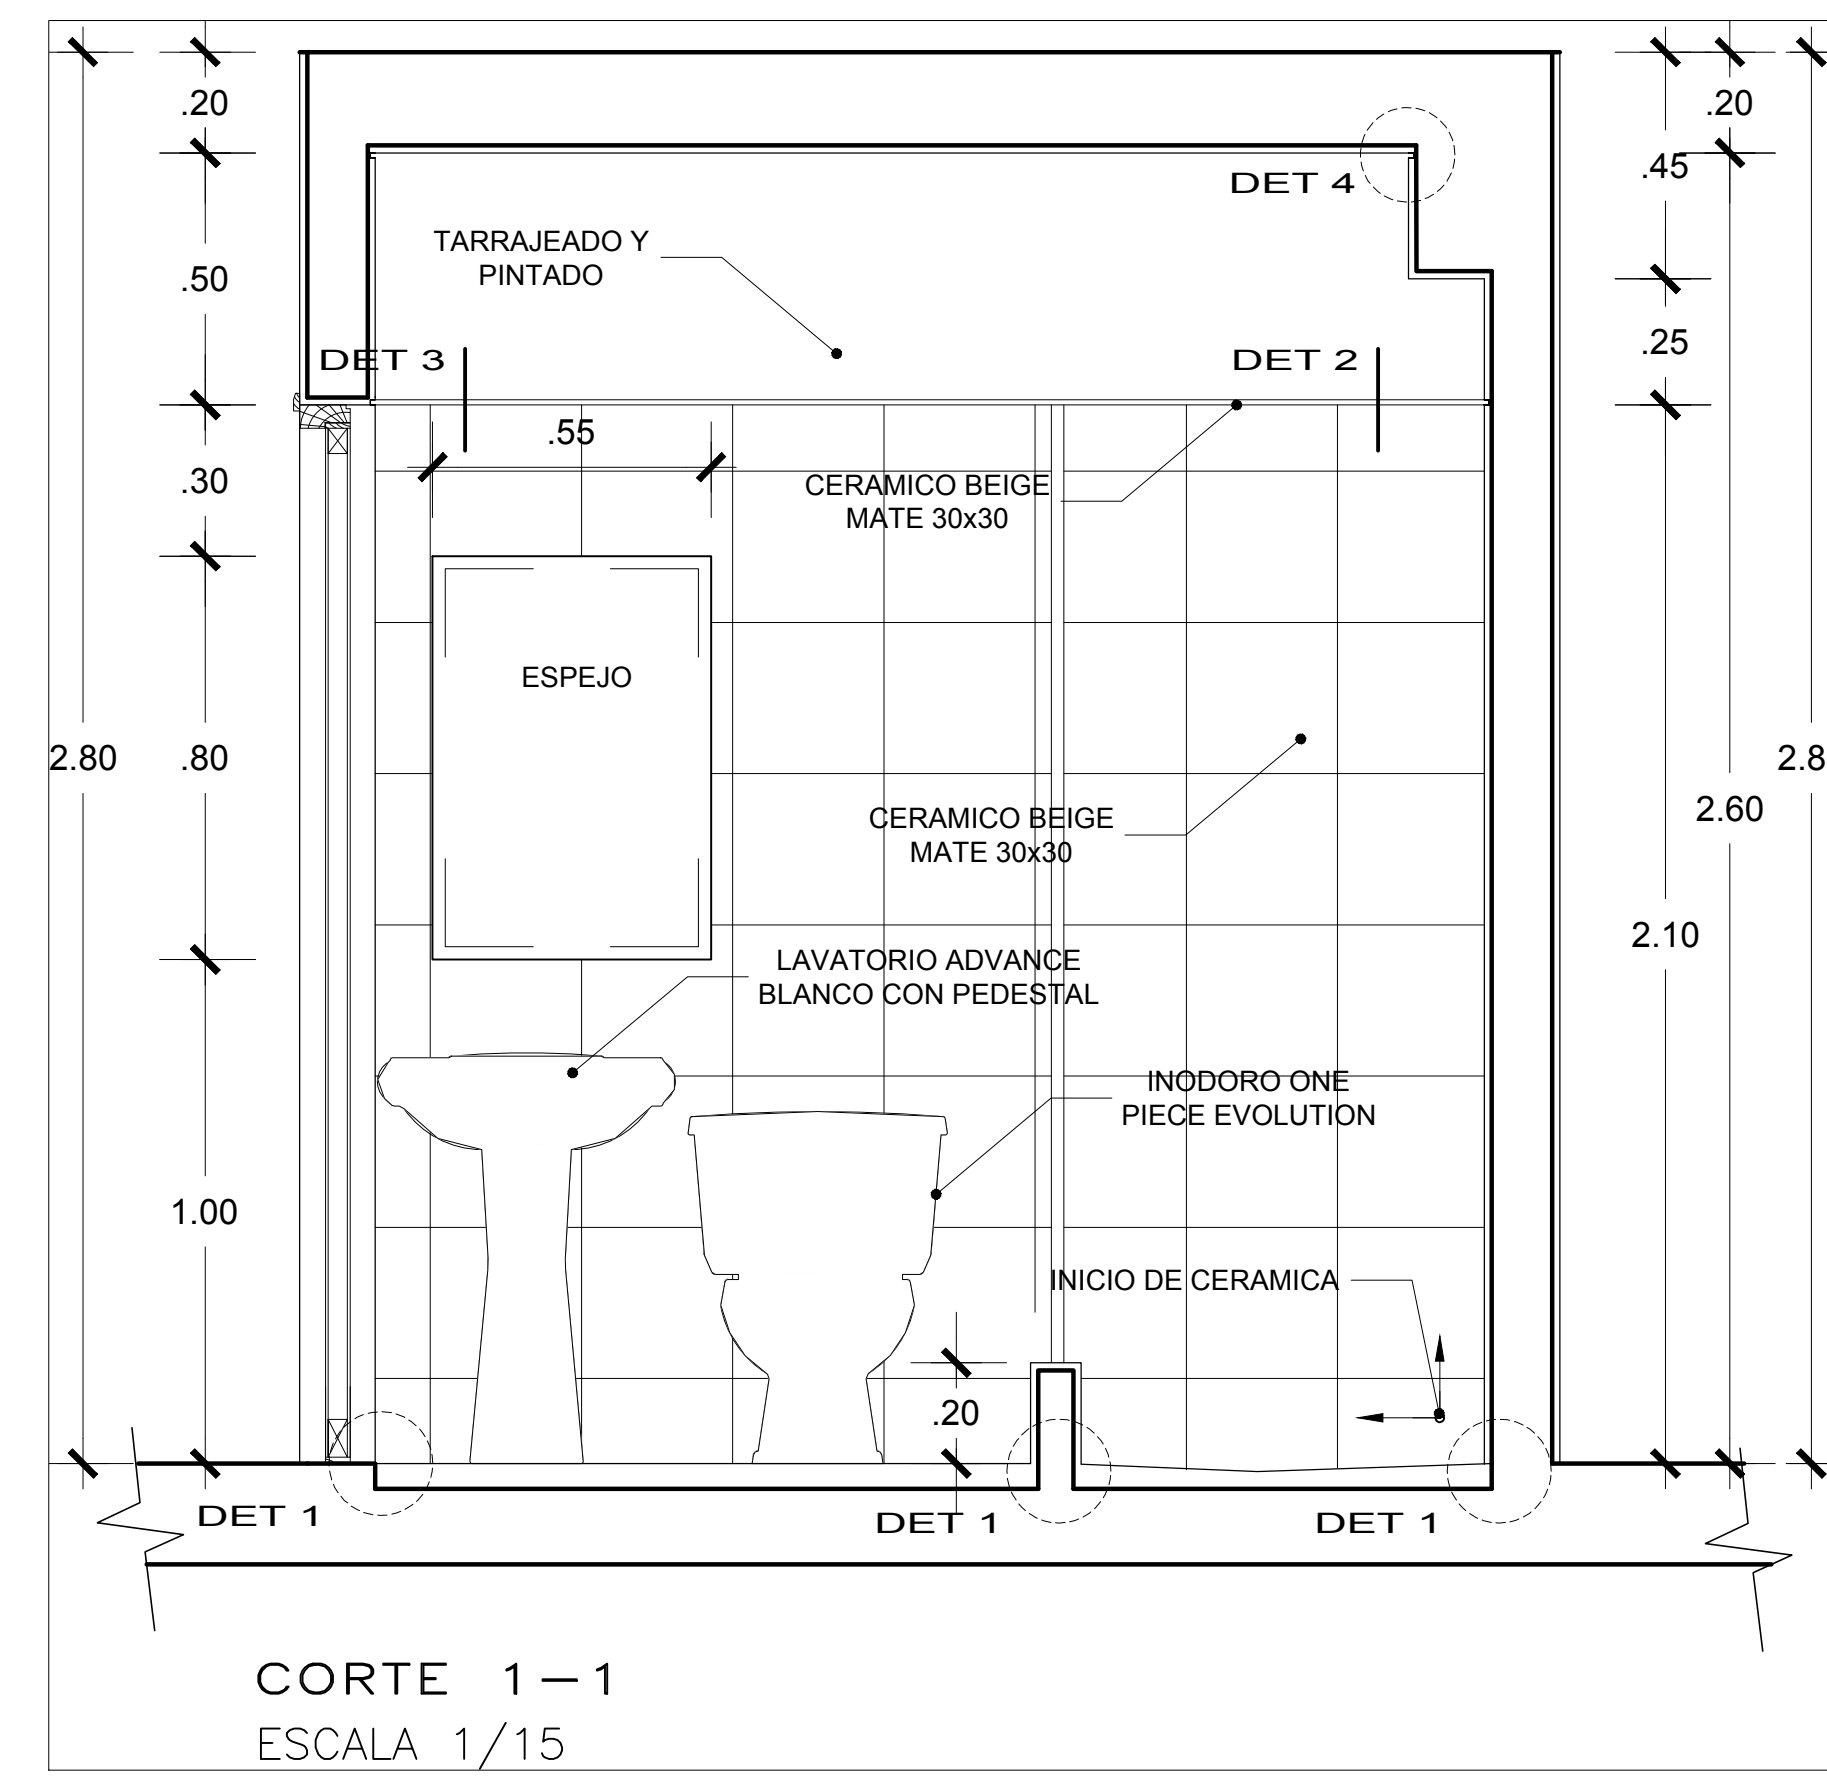 .20
.20
.45
DET 4
TARRAJEADO Y
PINTADO
.50
.25
DET 3
DET 2
.55
.30
CERAMICO BEIGE
MATE 30x30
ESPEJO
2.80
.80
2.8
2.60
CERAMICO BEIGE
MATE 30x30
2.10
LAVATORIO ADVANCE
BLANCO CON PEDESTAL
INODORO ONE
PIECE EVOLUTION
1.00
INICIO DE CERAMICA
.20
DET 1
DET 1
DET 1
CORTE 1-1
ESCALA 1/15